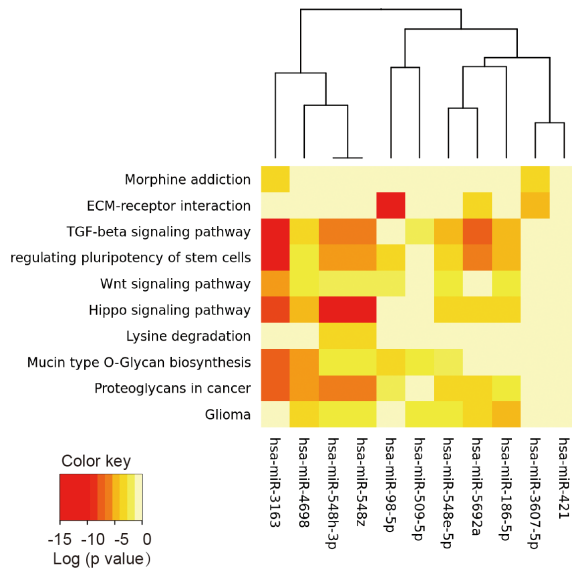 Morphine addiction
ECM-receptor interaction
TGF-beta signaling pathway
regulating pluripotency of stem cells
Wnt signaling pathway
Hippo signaling pathway
Lysine degradation
Mucin type O-Glycan biosynthesis
Proteoglycans in cancer
Glioma
hsa-miR-3163
hsa-miR-4698
hsa-miR-548h-3p
hsa-miR-548z
hsa-miR-98-5p
hsa-miR-509-5p
hsa-miR-548e-5p
hsa-miR-5692a
hsa-miR-186-5p
hsa-miR-3607-5p
hsa-miR-421
Color key
-15 -10 -5 0
Log (p value)